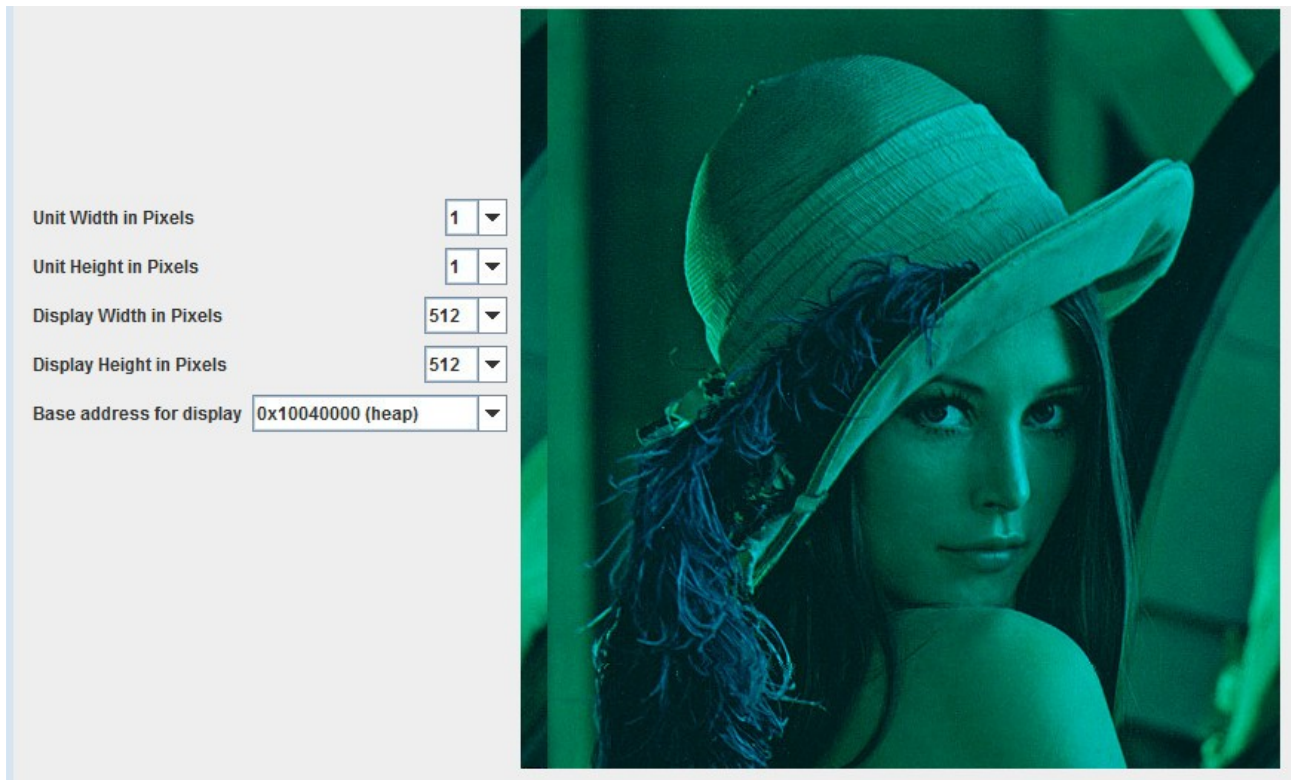 Unit Width in Pixels 1
Unit Height in Pixels 1
Display Width in Pixels 512
Display Height in Pixels 512
Base address for display 0x10040000 (heap)